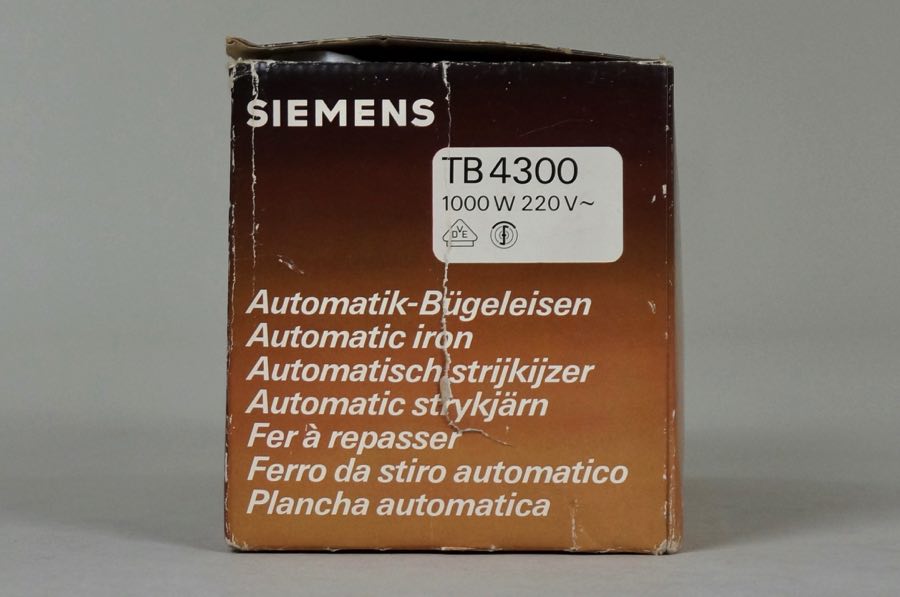 SIEMENS
TB 4300
1000 W 220 V~
DVE
Automatik-Bügeleisen
Automatic iron
Automatisch strijkijzer
Automatic strykjärn
Fer à repasser
Ferro da stiro automatico
Plancha automatica